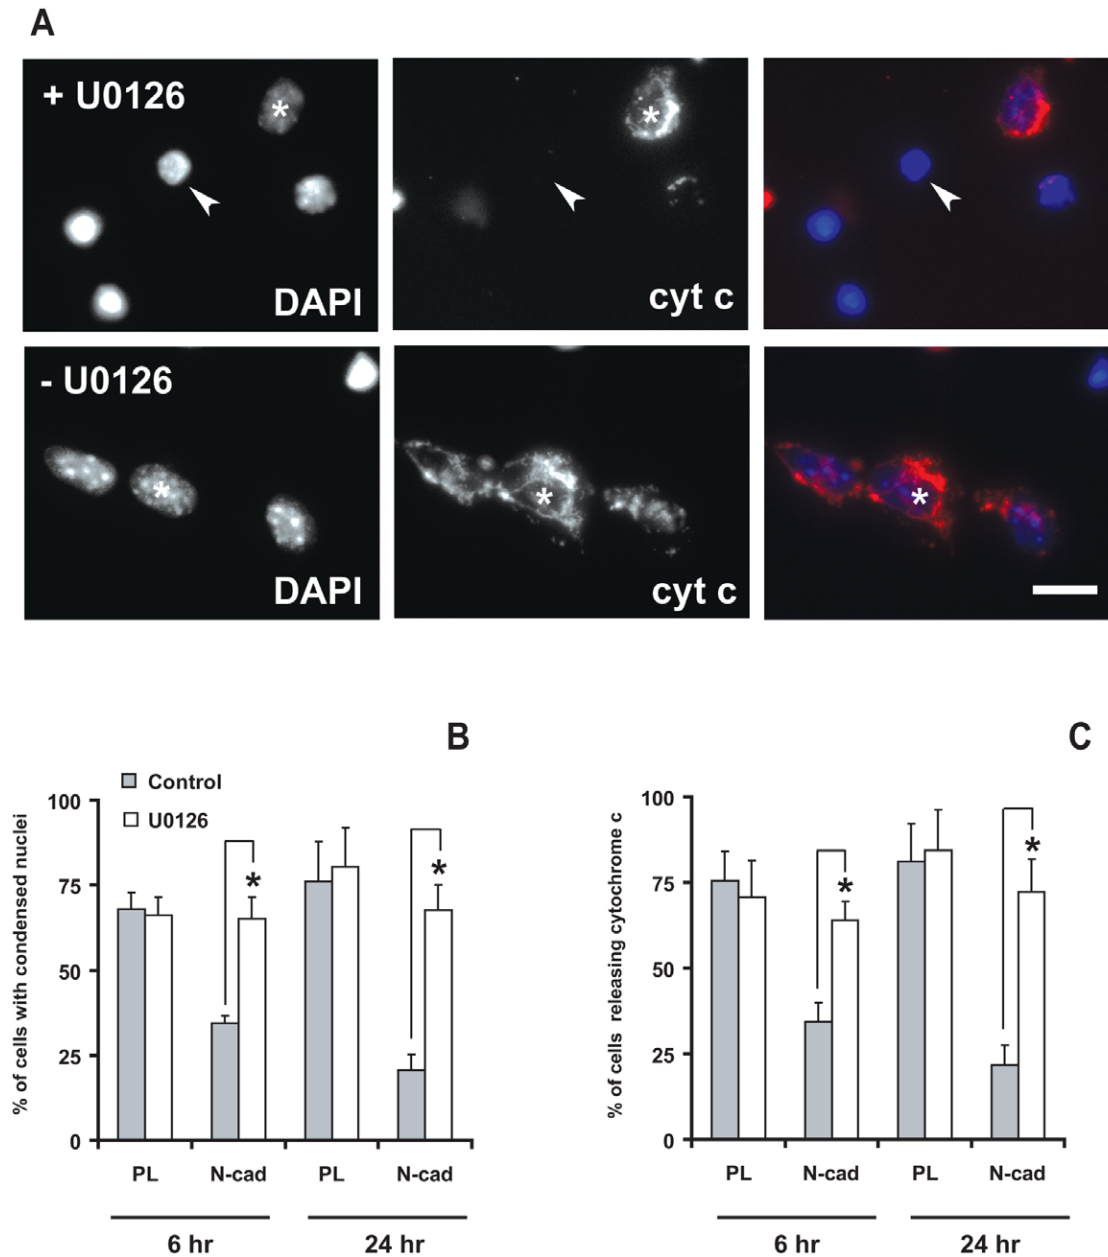 A
+ U0126
*
*
DAPI
cyt c
- U0126
*
*
*
DAPI
cyt c
B
C
Control
U0126
% of cells with condensed nuclei
100
75
50
25
0
*
*
PL N-cad PL N-cad
6 hr 24 hr
% of cells releasing cytochrome c
100
75
50
25
0
*
*
PL N-cad PL N-cad
6 hr 24 hr